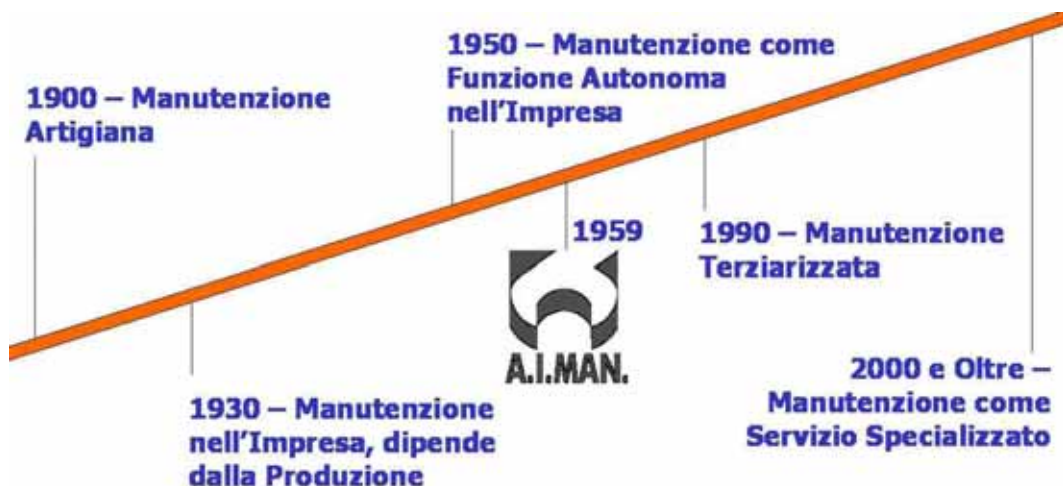 1900 – Manutenzione
Artigiana
1930 – Manutenzione
nell'Impresa, dipende
dalla Produzione
1950 – Manutenzione come
Funzione Autonoma
nell'Impresa
1959
A.I.MAN.
1990 – Manutenzione
Terziarizzata
2000 e Oltre –
Manutenzione come
Servizio Specializzato